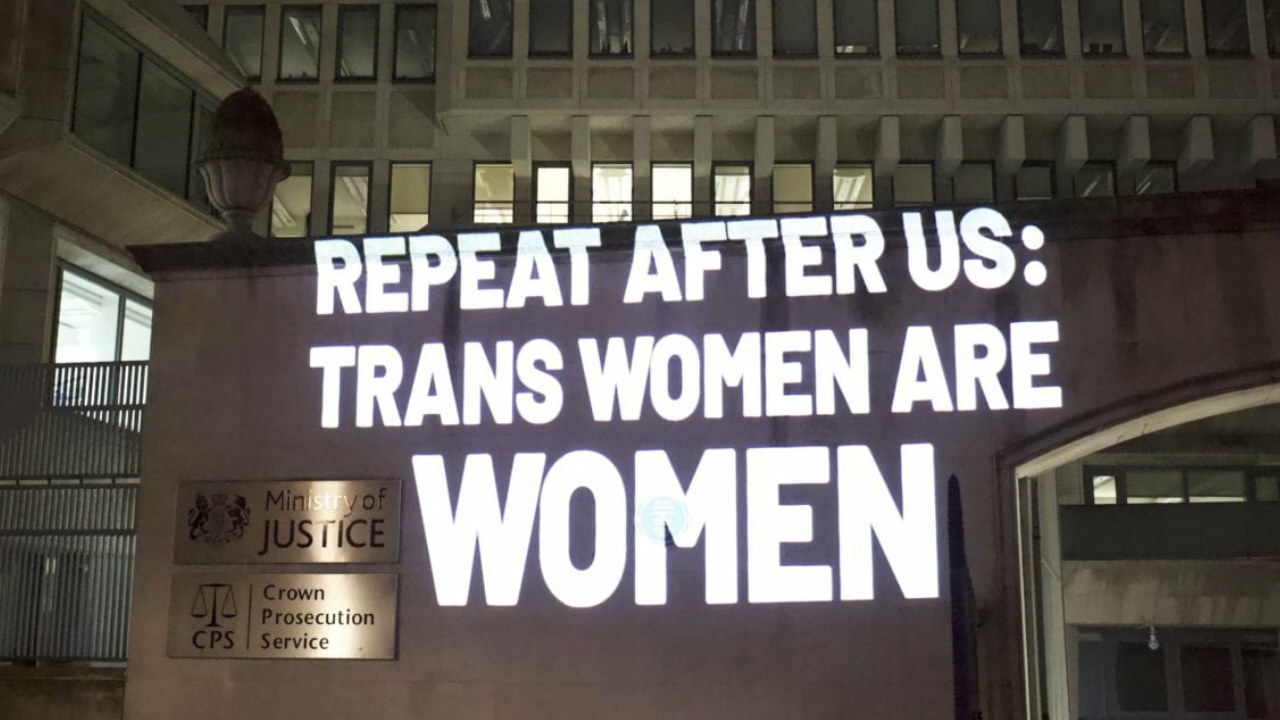 REPEAT AFTER US:
TRANS WOMEN ARE
WOMEN
Ministry of
JUSTICE
CPS
Crown
Prosecution
Service